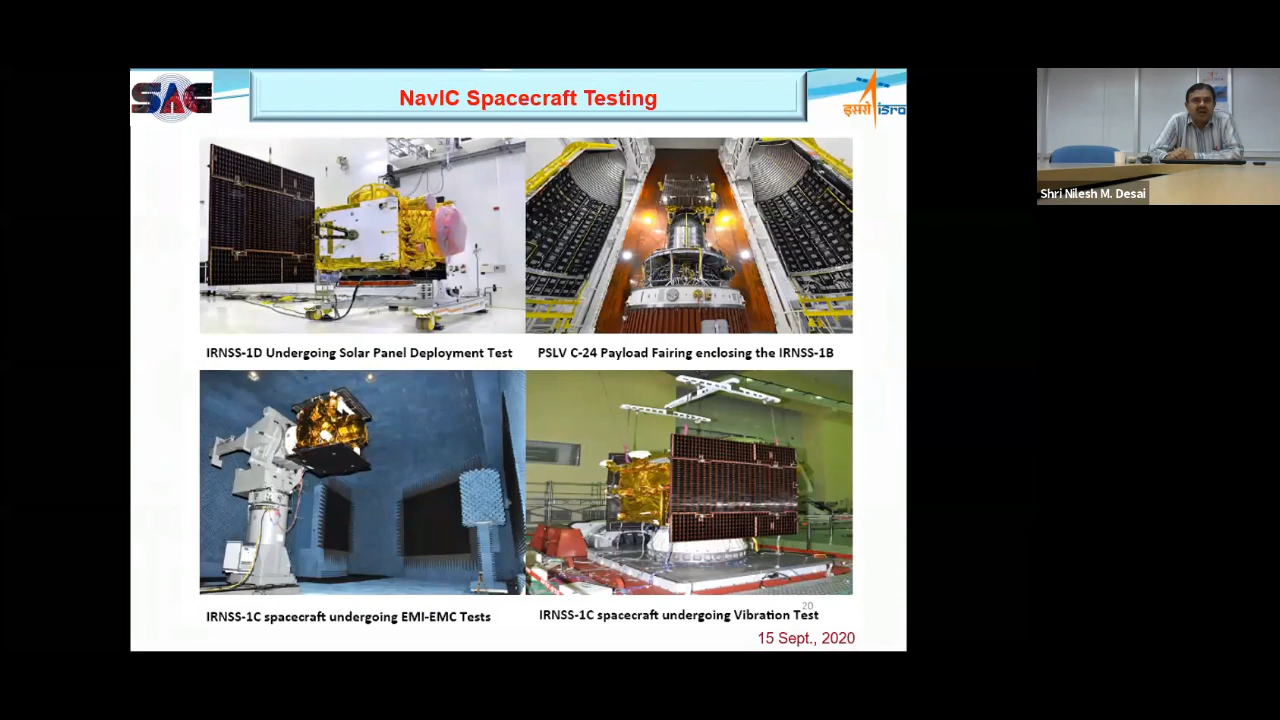 SAC
NavIC Spacecraft Testing
इसरो isro
Shri Nilesh M. Desai
IRNSS-1D Undergoing Solar Panel Deployment Test
PSLV C-24 Payload Fairing enclosing the IRNSS-1B
IRNSS-1C spacecraft undergoing EMI-EMC Tests
IRNSS-1C spacecraft undergoing Vibration Test
20
15 Sept., 2020